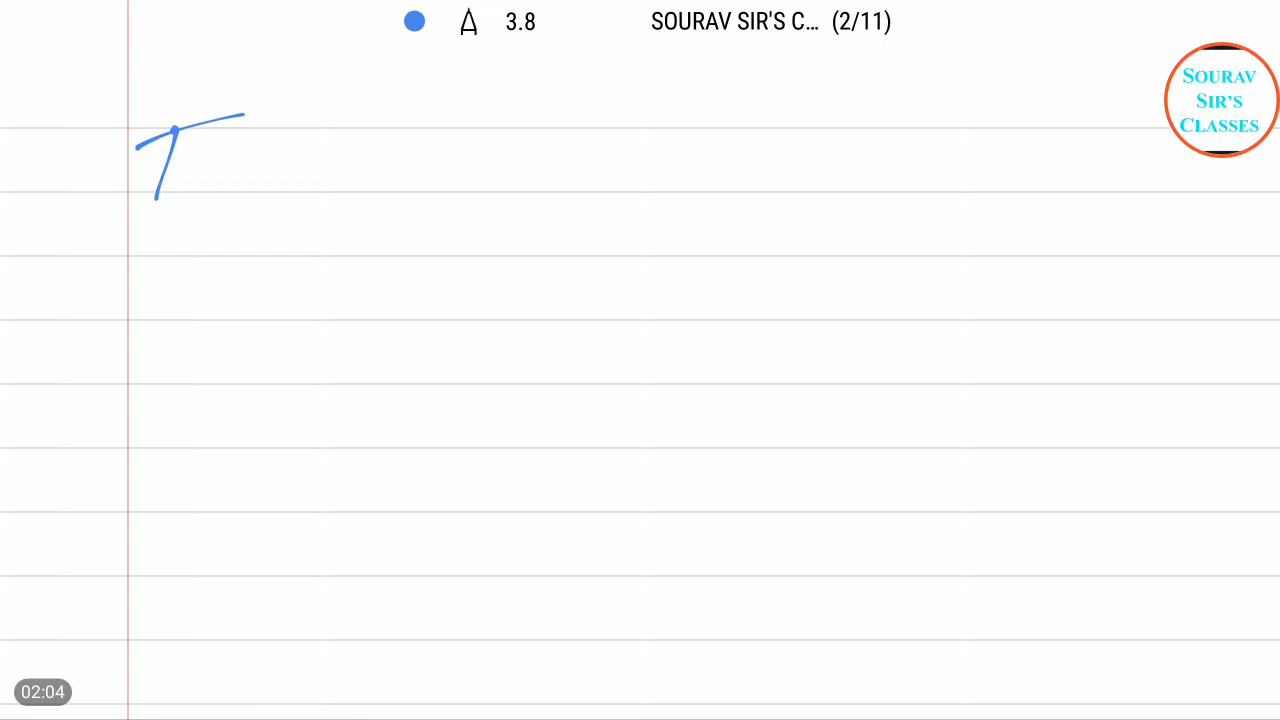 3.8 SOURAV SIR'S C... (2/11)
SOURAV
SIR'S
CLASSES
T
02:04